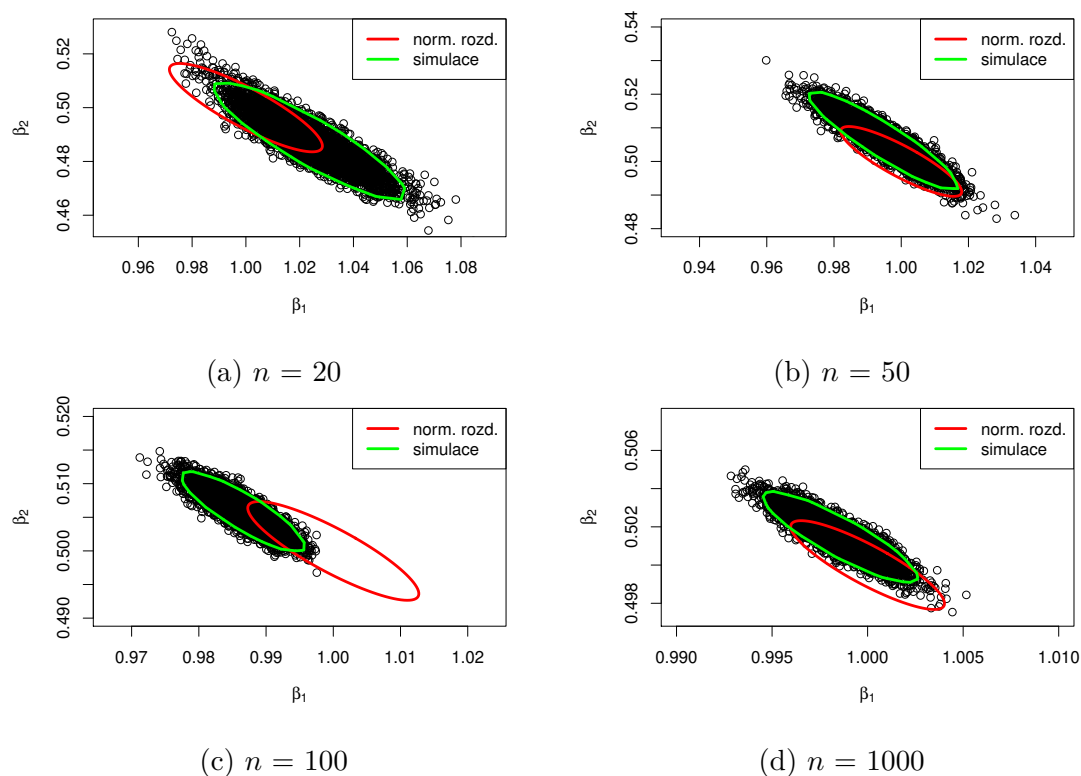 norm. rozd.
simulace
β2
0.46 0.48 0.50 0.52
0.96 0.98 1.00 1.02 1.04 1.06 1.08
β1
(a) n = 20
norm. rozd.
simulace
β2
0.48 0.50 0.52 0.54
0.94 0.96 0.98 1.00 1.02 1.04
β1
(b) n = 50
norm. rozd.
simulace
β2
0.490 0.500 0.510 0.520
0.97 0.98 0.99 1.00 1.01 1.02
β1
(c) n = 100
norm. rozd.
simulace
β2
0.498 0.502 0.506
0.990 0.995 1.000 1.005 1.010
β1
(d) n = 1000